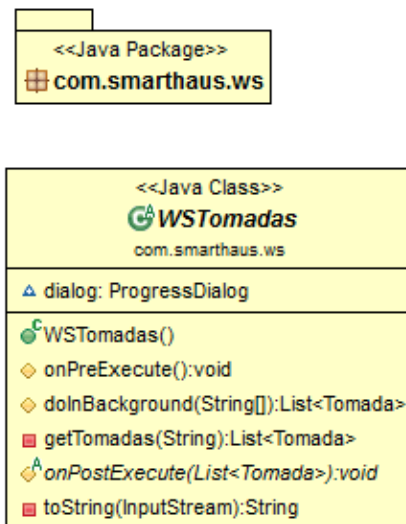 <<Java Package>>
com.smarthaus.ws
<<Java Class>>
WSTomadas
com.smarthaus.ws
dialog: ProgressDialog
WSTomadas()
onPreExecute():void
doInBackground(String[]):List<Tomada>
getTomadas(String):List<Tomada>
onPostExecute(List<Tomada>):void
toString(InputStream):String